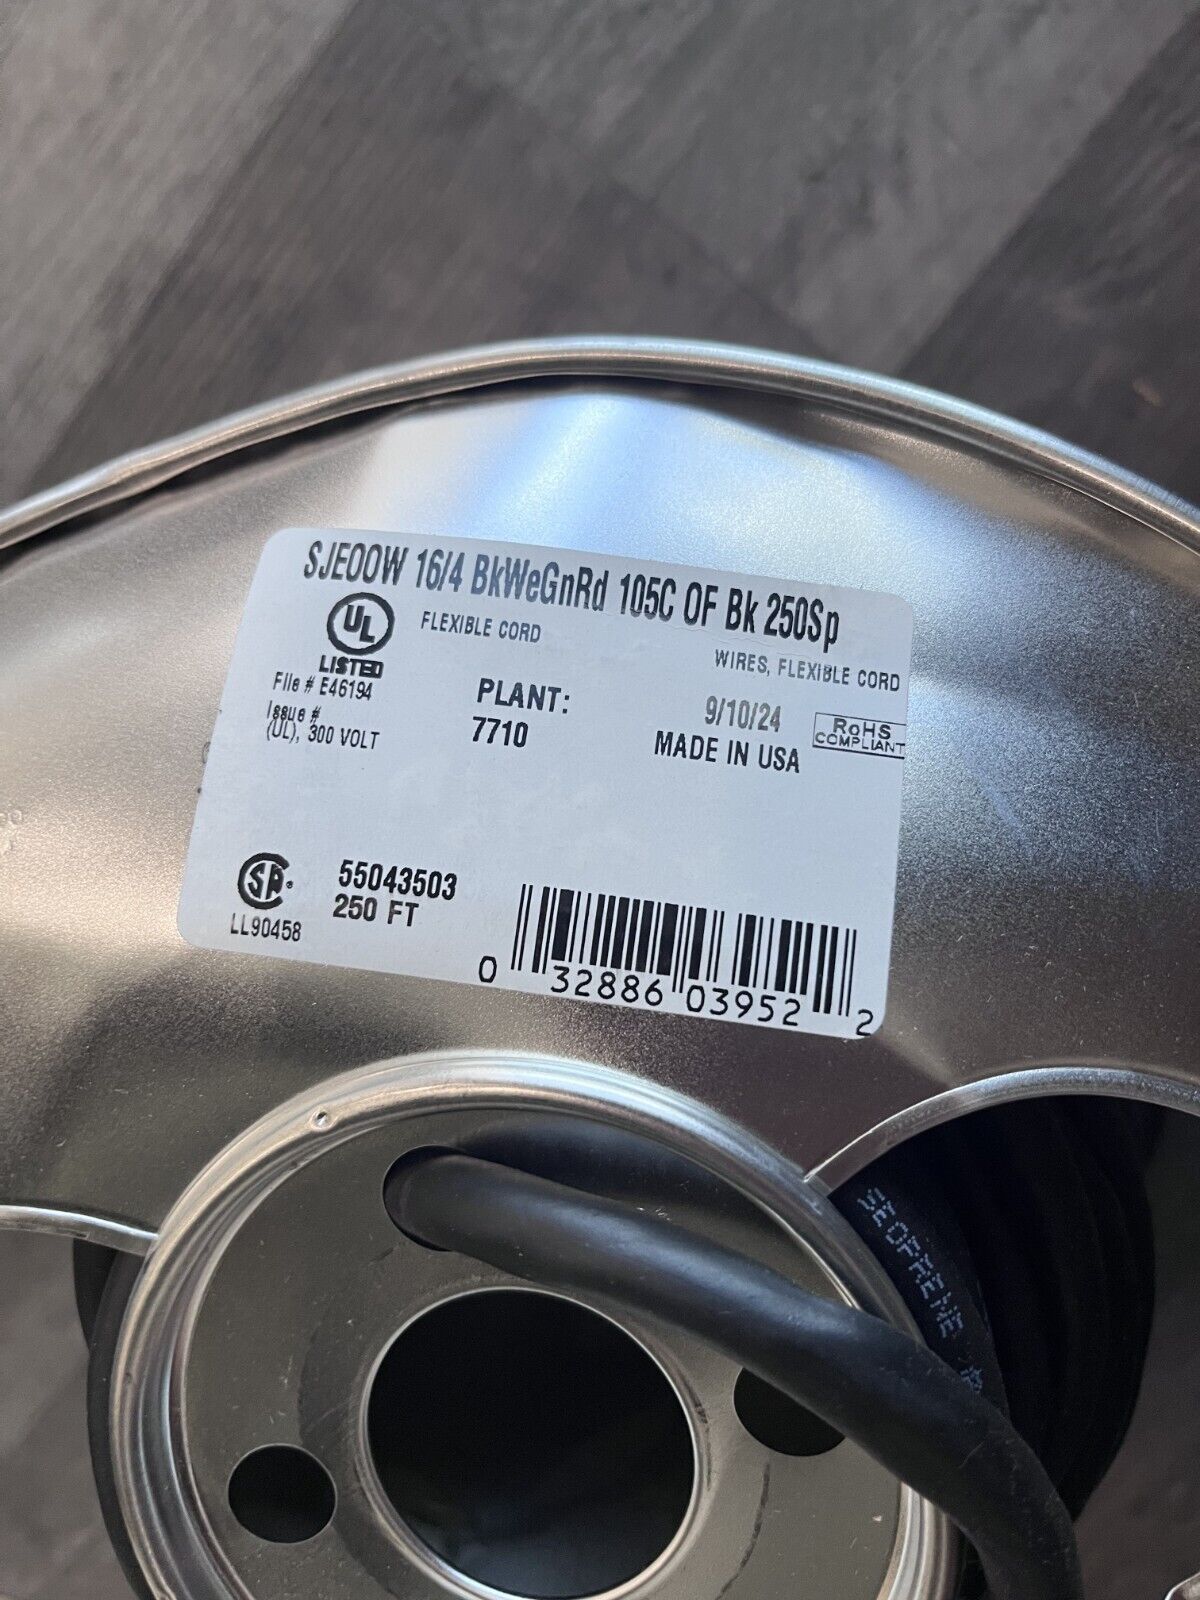 SJEOOW 16/4 BkWeGnRd 105C OF Bk 250Sp
UL
LISTED
FLEXIBLE CORD
WIRES, FLEXIBLE CORD
File # E46194
Issue #
(UL), 300 VOLT
PLANT:
7710
9/10/24
MADE IN USA
RoHS
COMPLIANT
SA
LL90458
55043503
250 FT
0 32886 03952 2
SEOPRENE